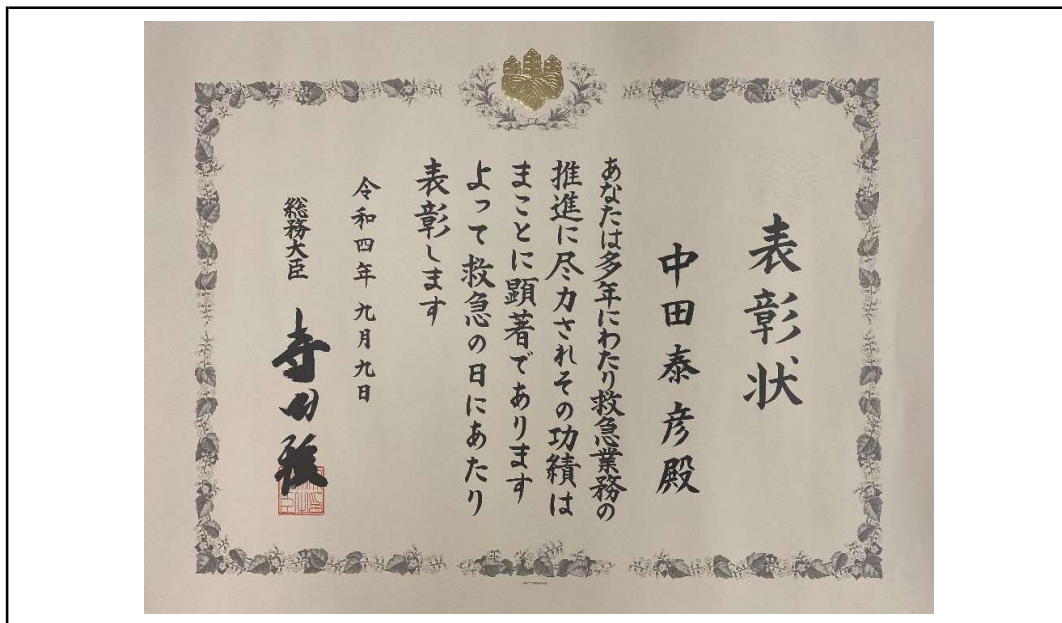 表彰状
中田泰彦殿
あなたは多年にわたり救急業務の
推進に尽力されその功績は
まことに顕著であります
よって救急の日にあたり
表彰します
令和四年九月九日
総務大臣 寺田稔